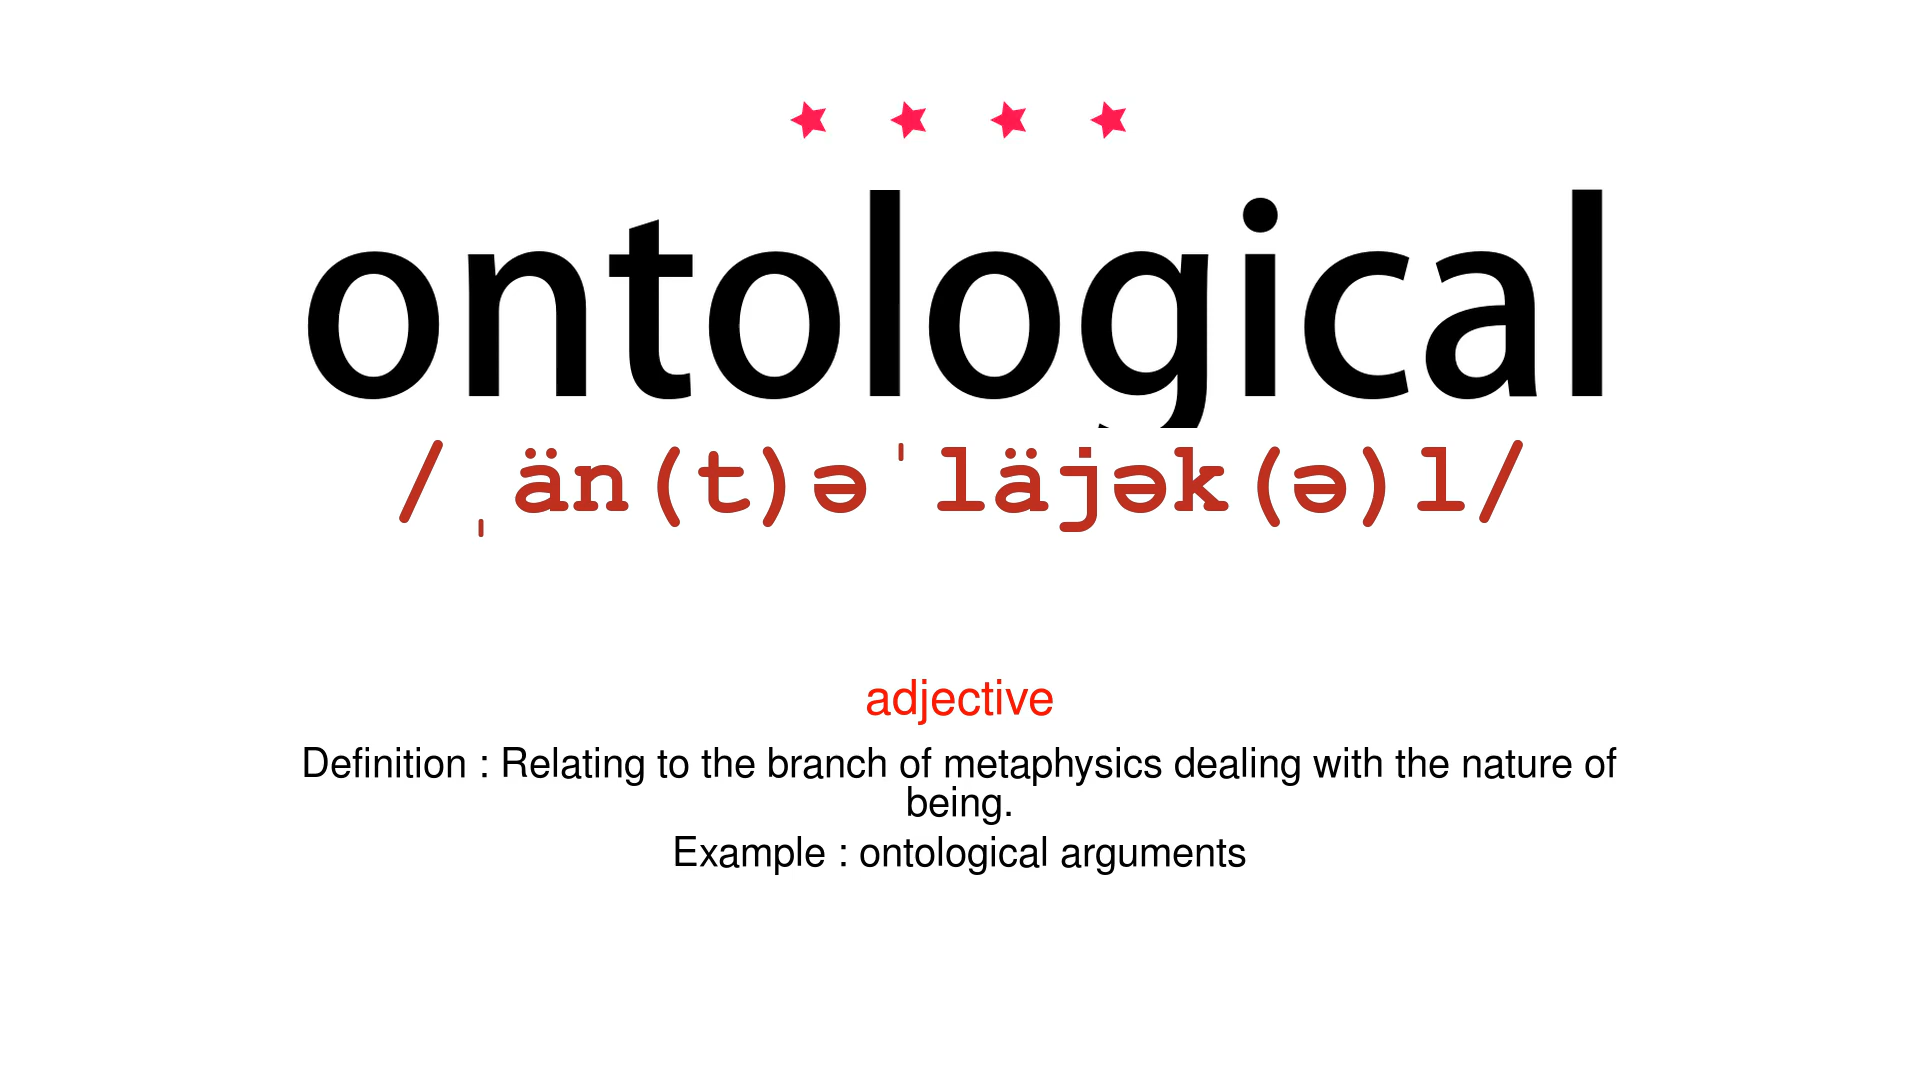 ontological
/ˌän(t)əˈläjək(ə)l/
adjective
Definition : Relating to the branch of metaphysics dealing with the nature of
being.
Example : ontological arguments